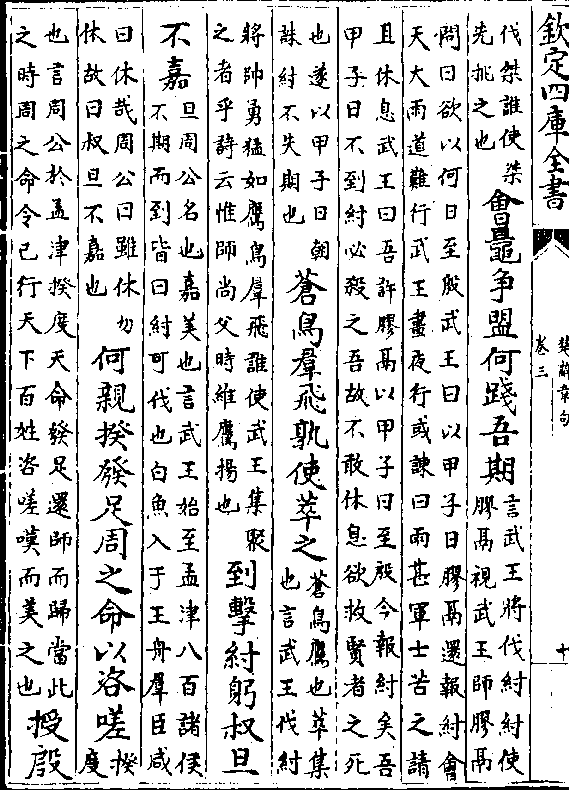 欽定四庫全書
楚辭章句
卷三
十
伐桀誰使桀
先挑之也
會鼂爭盟何踐吾期
言武王將伐紂紂使
膠鬲視武王師膠鬲
問曰欲以何日至殷武王曰以甲子日膠鬲還報紂會
天大雨道難行武王晝夜行或諫曰雨甚軍士苦之請
且休息武王曰吾許膠鬲以甲子日至殷今報紂矣吾
甲子日不到紂必殺之吾故不敢休息欲救賢者之死
也遂以甲子日朝
誅紂不失期也
蒼鳥羣飛孰使萃之
蒼鳥鷹也萃集
也言武王伐紂
將帥勇猛如鷹鳥羣飛誰使武王集聚
之者乎詩云惟師尚父時維鷹揚也
到擊紂躬叔旦
不嘉
旦周公名也嘉美也言武王始至孟津八百諸侯
不期而到皆曰紂可伐也白魚入于王舟羣臣咸
曰休哉周公曰雖休勿
休故曰叔旦不嘉也
何親揆發足周之命以咨嗟
揆
度
也言周公於孟津揆度天命發足還師而歸當此
之時周之命令已行天下百姓咨嗟嘆而美之也
授殷